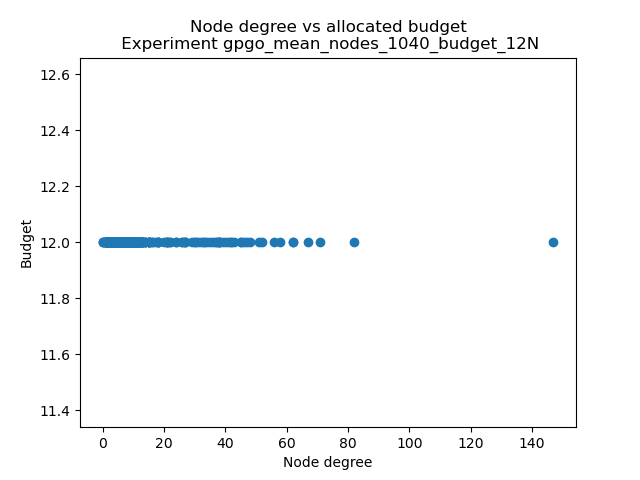 Node degree vs allocated budget
Experiment gpgo_mean_nodes_1040_budget_12N
12.6
12.4
12.2
12.0
11.8
11.6
11.4
Budget
0 20 40 60 80 100 120 140
Node degree